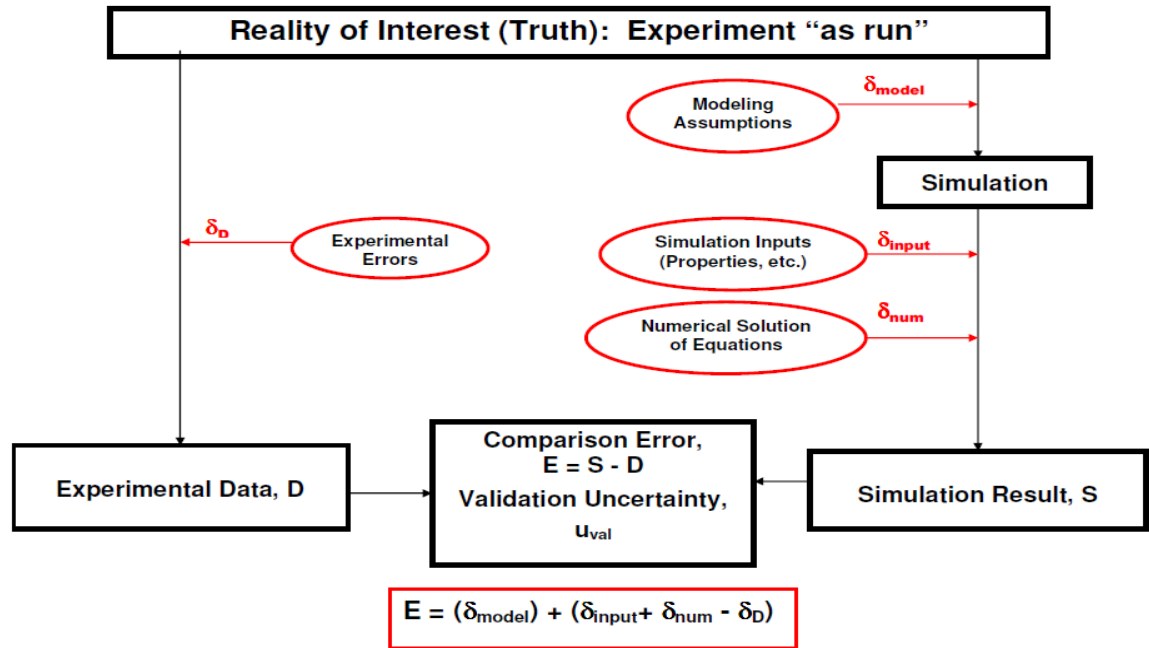 Reality of Interest (Truth): Experiment “as run”
δmodel
Modeling
Assumptions
Simulation
δD
Experimental
Errors
Simulation Inputs
(Properties, etc.)
δinput
δnum
Numerical Solution
of Equations
Comparison Error,
E = S - D
Validation Uncertainty,
uval
Experimental Data, D
Simulation Result, S
E = (δmodel) + (δinput+ δnum - δD)